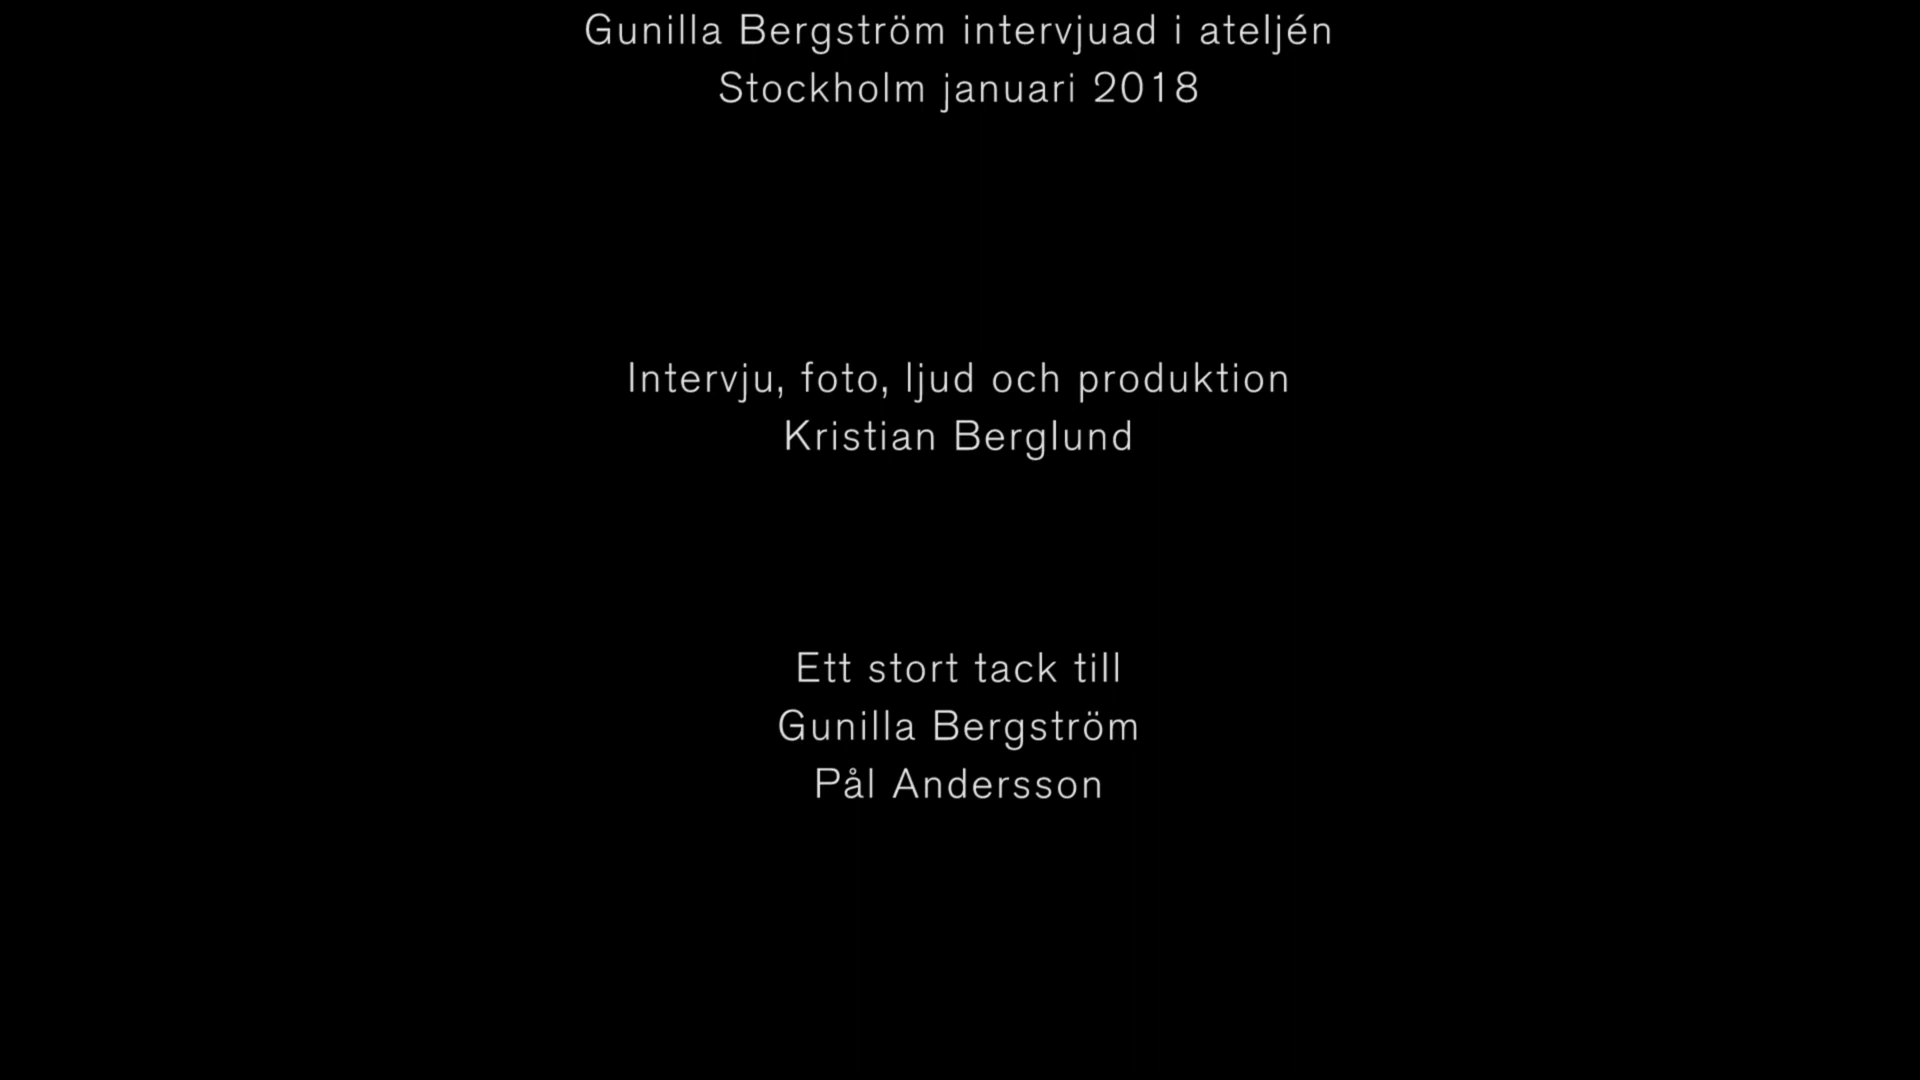 Gunilla Bergström intervjuad i ateljén
Stockholm januari 2018
Intervju, foto, ljud och produktion
Kristian Berglund
Ett stort tack till
Gunilla Bergström
Pål Andersson